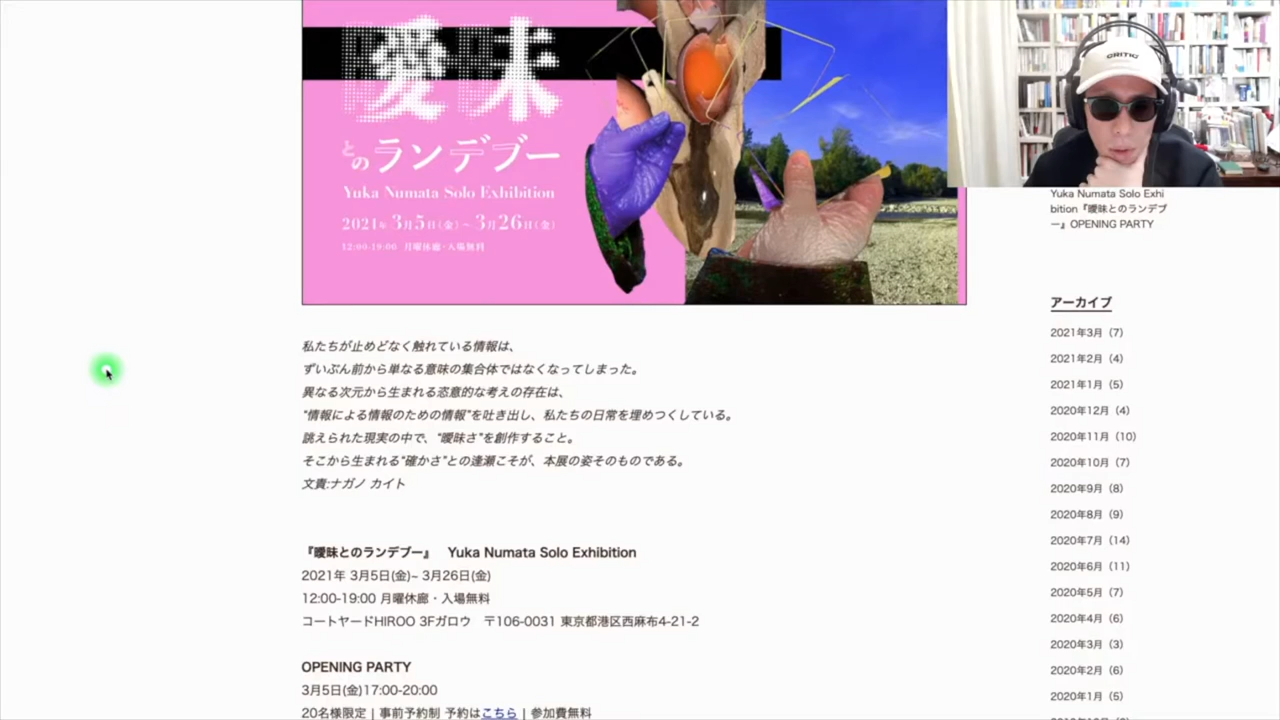 愛昧
とのランデブー
Yuka Numata Solo Exhibition
2021年 3月5日(金)~3月26日(金)
12:00-19:00 月曜休廊・入場無料
CRITIC
Yuka Numata Solo Exhi
bition『曖昧とのランデブ
ー』OPENING PARTY
私たちが止めどなく触れている情報は、
ずいぶん前から単なる意味の集合体ではなくなってしまった。
異なる次元から生まれる恣意的な考えの存在は、
“情報による情報のための情報”を吐き出し、私たちの日常を埋めつくしている。
誂えられた現実の中で、“曖昧さ”を創作すること。
そこから生まれる“確かさ”との逢瀬こそが、本展の姿そのものである。
文責:ナガノ カイト
『曖昧とのランデブー』 Yuka Numata Solo Exhibition
2021年 3月5日(金)~ 3月26日(金)
12:00-19:00 月曜休廊・入場無料
コートヤードHIROO 3Fガロウ 〒106-0031 東京都港区西麻布4-21-2
OPENING PARTY
3月5日(金)17:00-20:00
20名様限定 | 事前予約制 予約はこちら | 参加費無料
アーカイブ
2021年3月（7）
2021年2月（4）
2021年1月（5）
2020年12月（4）
2020年11月（10）
2020年10月（7）
2020年9月（8）
2020年8月（9）
2020年7月（14）
2020年6月（11）
2020年5月（7）
2020年4月（6）
2020年3月（3）
2020年2月（6）
2020年1月（5）